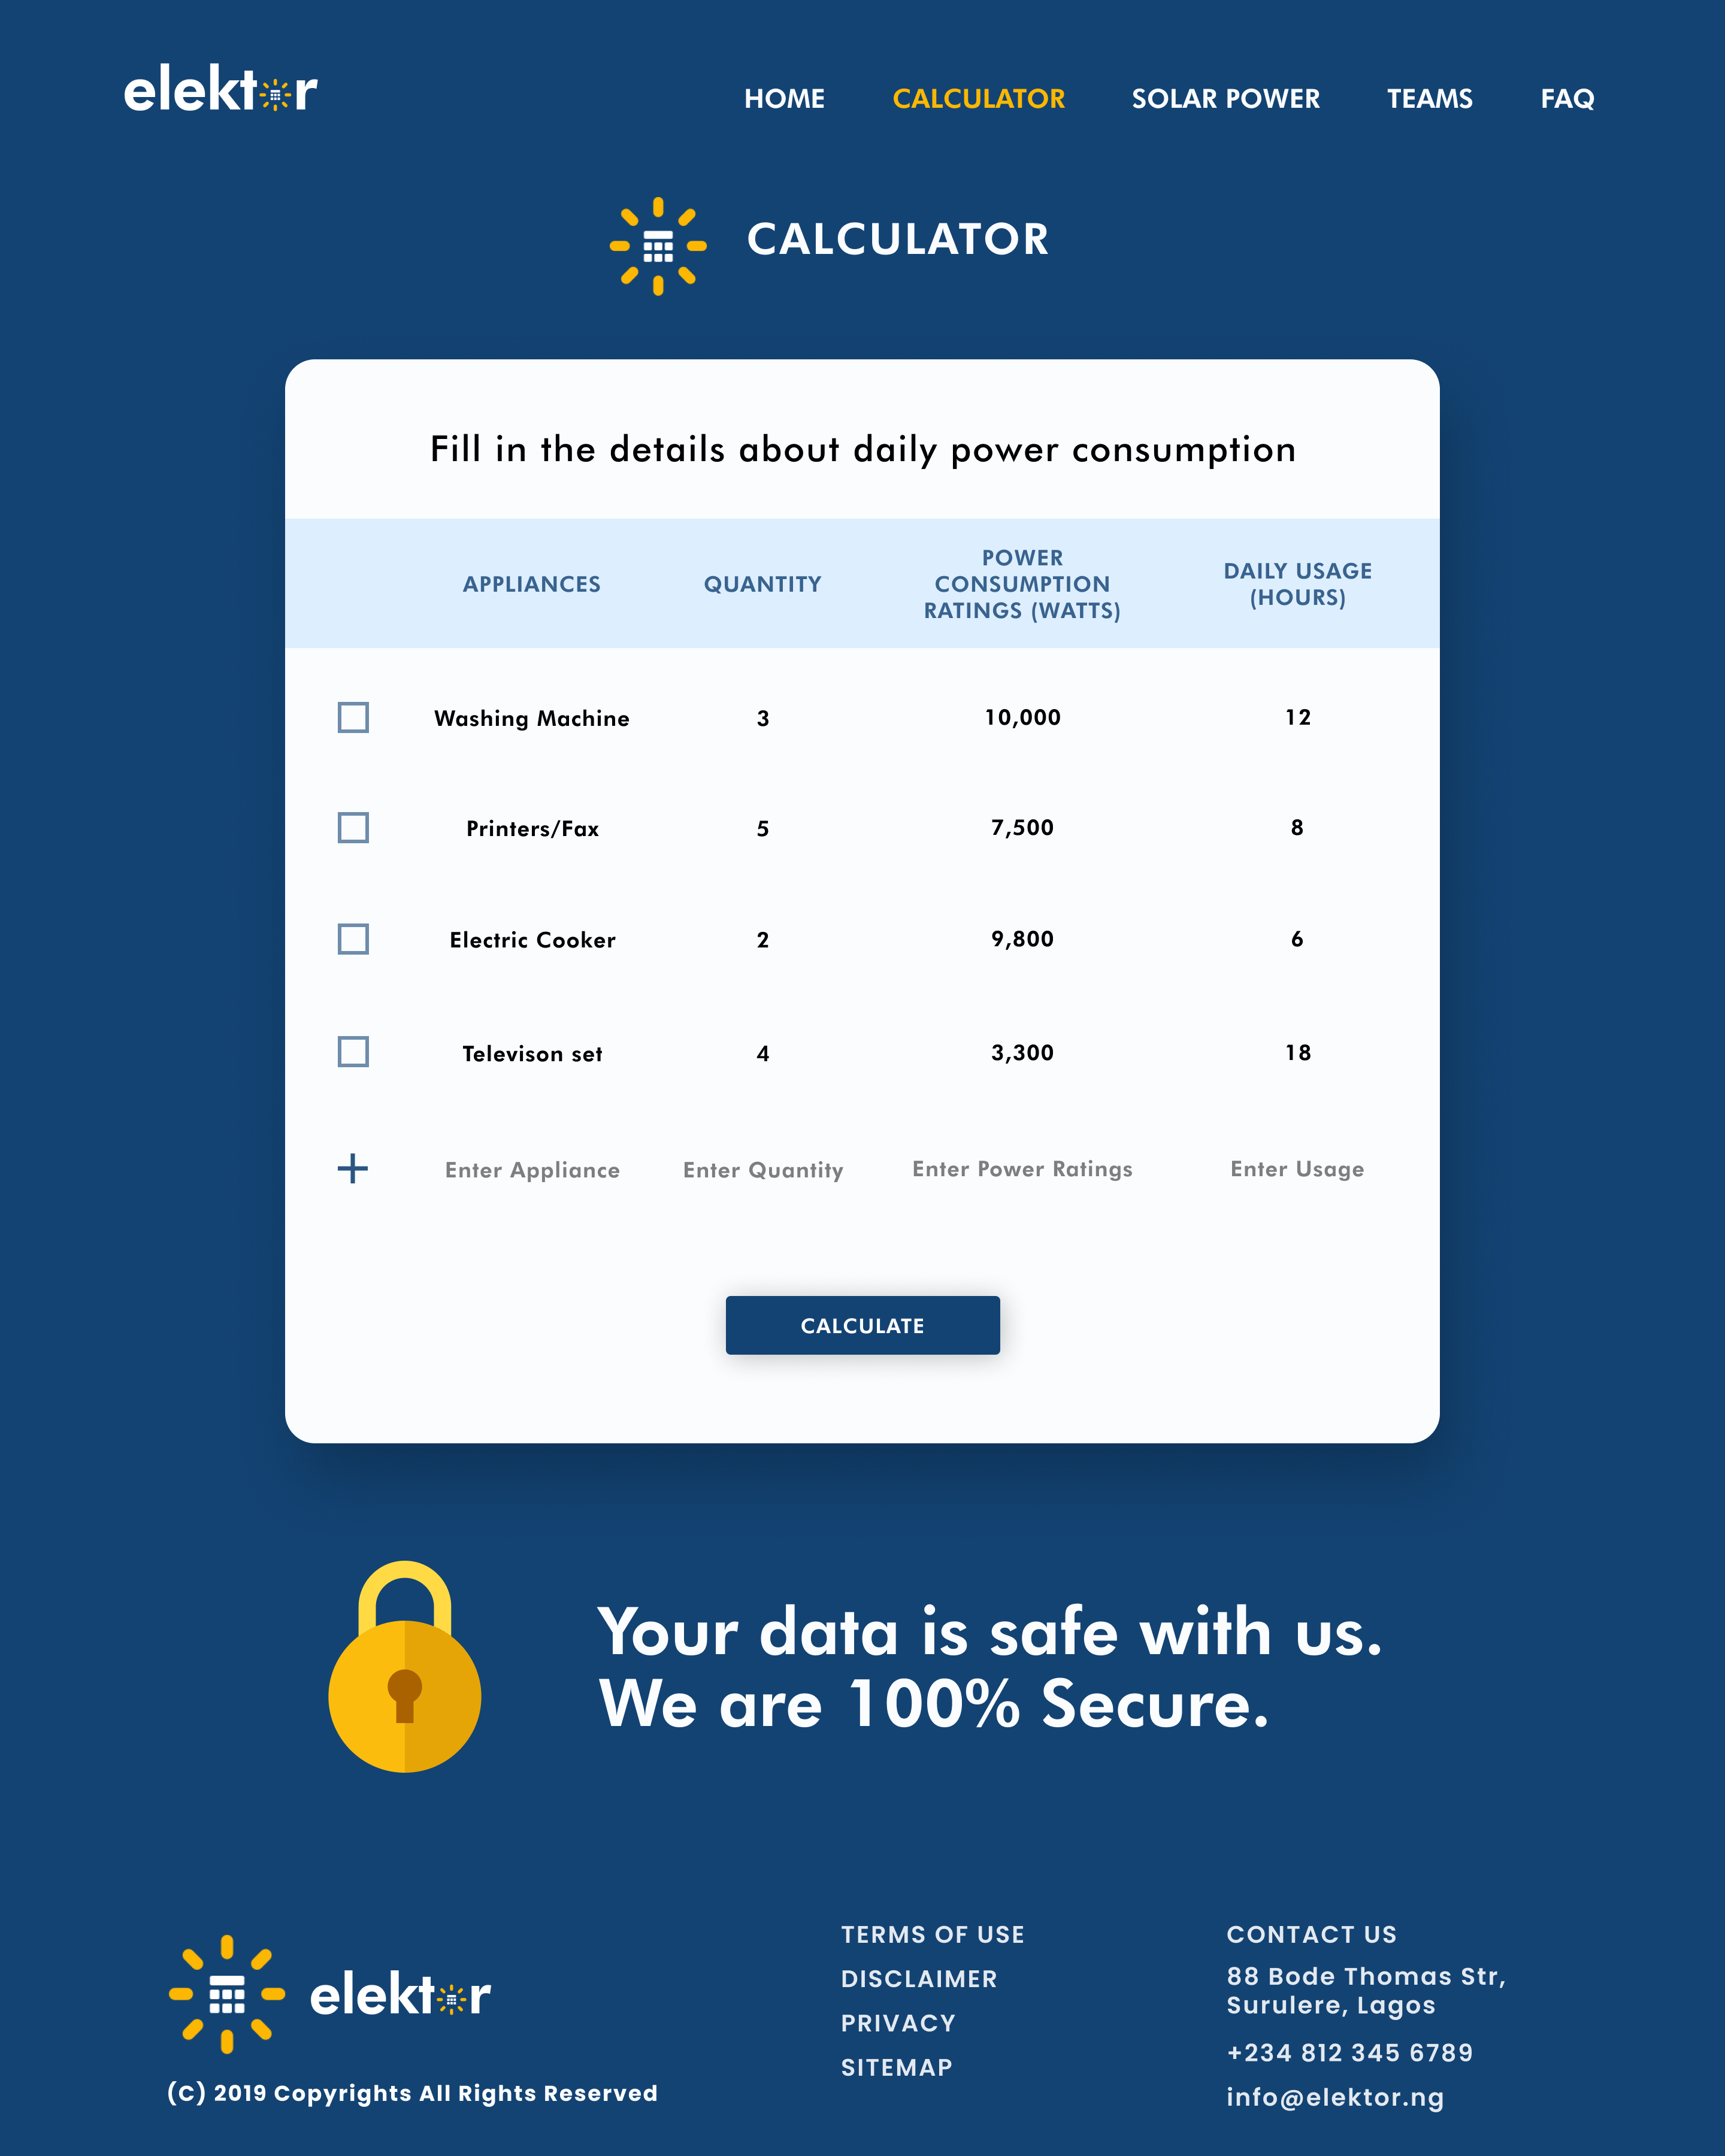 elektor
HOME CALCULATOR SOLAR POWER TEAMS FAQ
CALCULATOR
Fill in the details about daily power consumption
APPLIANCES QUANTITY POWER CONSUMPTION RATINGS (WATTS) DAILY USAGE (HOURS)
Washing Machine 3 10,000 12
Printers/Fax 5 7,500 8
Electric Cooker 2 9,800 6
Televison set 4 3,300 18
+ Enter Appliance Enter Quantity Enter Power Ratings Enter Usage
CALCULATE
Your data is safe with us.
We are 100% Secure.
elektor
(C) 2019 Copyrights All Rights Reserved
TERMS OF USE
DISCLAIMER
PRIVACY
SITEMAP
CONTACT US
88 Bode Thomas Str,
Surulere, Lagos
+234 812 345 6789
info@elektor.ng